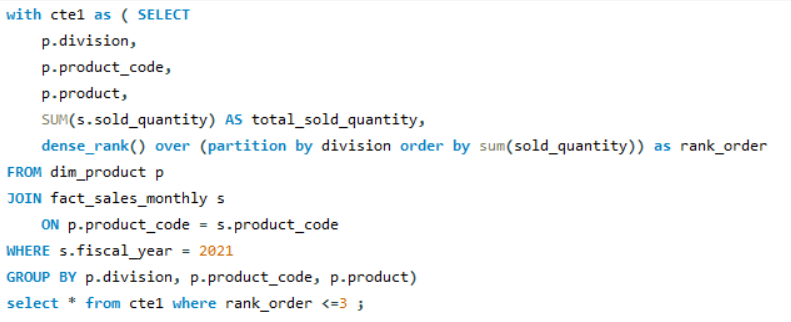 with cte1 as ( SELECT
    p.division,
    p.product_code,
    p.product,
    SUM(s.sold_quantity) AS total_sold_quantity,
    dense_rank() over (partition by division order by sum(sold_quantity)) as rank_order
FROM dim_product p
JOIN fact_sales_monthly s
    ON p.product_code = s.product_code
WHERE s.fiscal_year = 2021
GROUP BY p.division, p.product_code, p.product)
select * from cte1 where rank_order <=3 ;